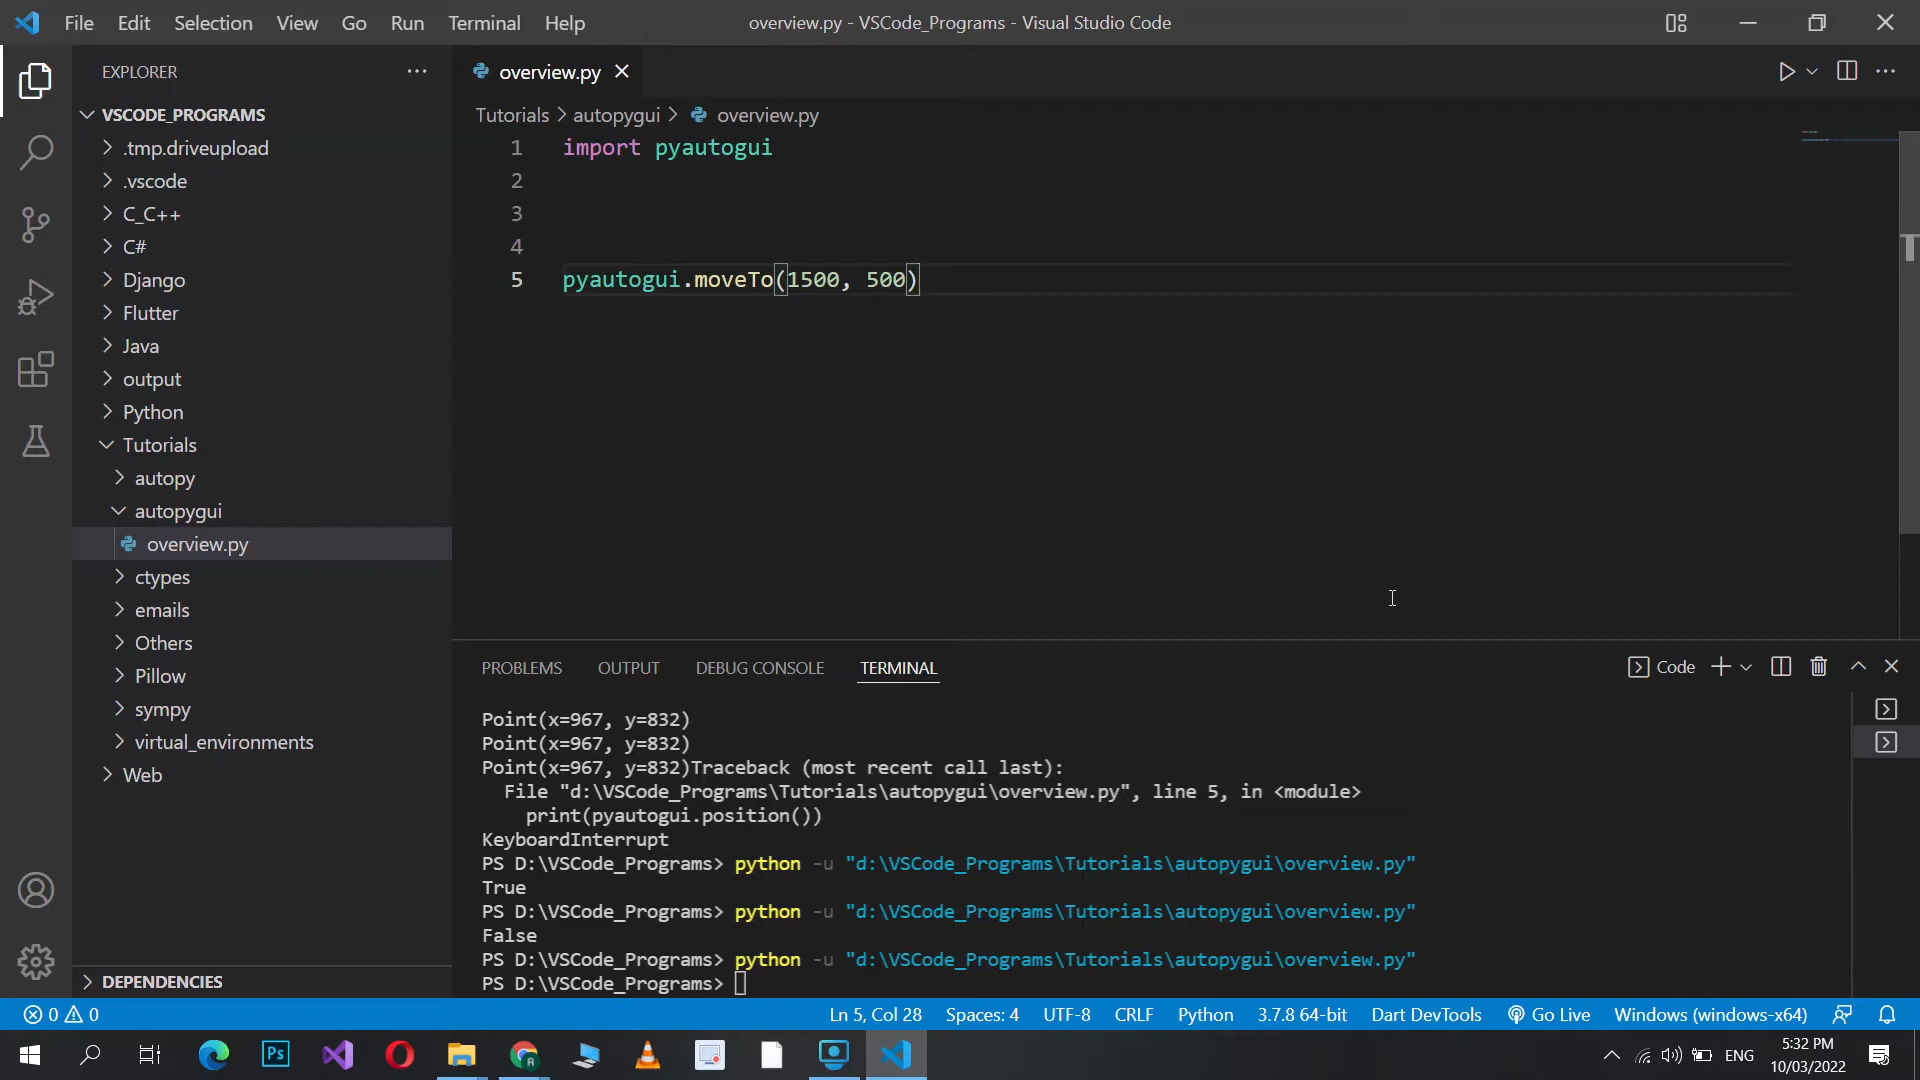 File Edit Selection View Go Run Terminal Help
overview.py - VSCode_Programs - Visual Studio Code
EXPLORER
VSCODE_PROGRAMS
.tmp.driveupload
.vscode
C_C++
C#
Django
Flutter
Java
output
Python
Tutorials
autopy
autopygui
overview.py
ctypes
emails
Others
Pillow
sympy
virtual_environments
Web
DEPENDENCIES
overview.py
Tutorials > autopygui > overview.py
1 import pyautogui
2
3
4
5 pyautogui.moveTo(1500, 500)
PROBLEMS OUTPUT DEBUG CONSOLE TERMINAL
Code
Point(x=967, y=832)
Point(x=967, y=832)
Point(x=967, y=832)Traceback (most recent call last):
File "d:\VSCode_Programs\Tutorials\autopygui\overview.py", line 5, in <module>
print(pyautogui.position())
KeyboardInterrupt
PS D:\VSCode_Programs> python -u "d:\VSCode_Programs\Tutorials\autopygui\overview.py"
True
PS D:\VSCode_Programs> python -u "d:\VSCode_Programs\Tutorials\autopygui\overview.py"
False
PS D:\VSCode_Programs> python -u "d:\VSCode_Programs\Tutorials\autopygui\overview.py"
PS D:\VSCode_Programs>
0 0 Ln 5, Col 28 Spaces: 4 UTF-8 CRLF Python 3.7.8 64-bit Dart DevTools Go Live Windows (windows-x64)
Ps
R
ENG
5:32 PM
10/03/2022